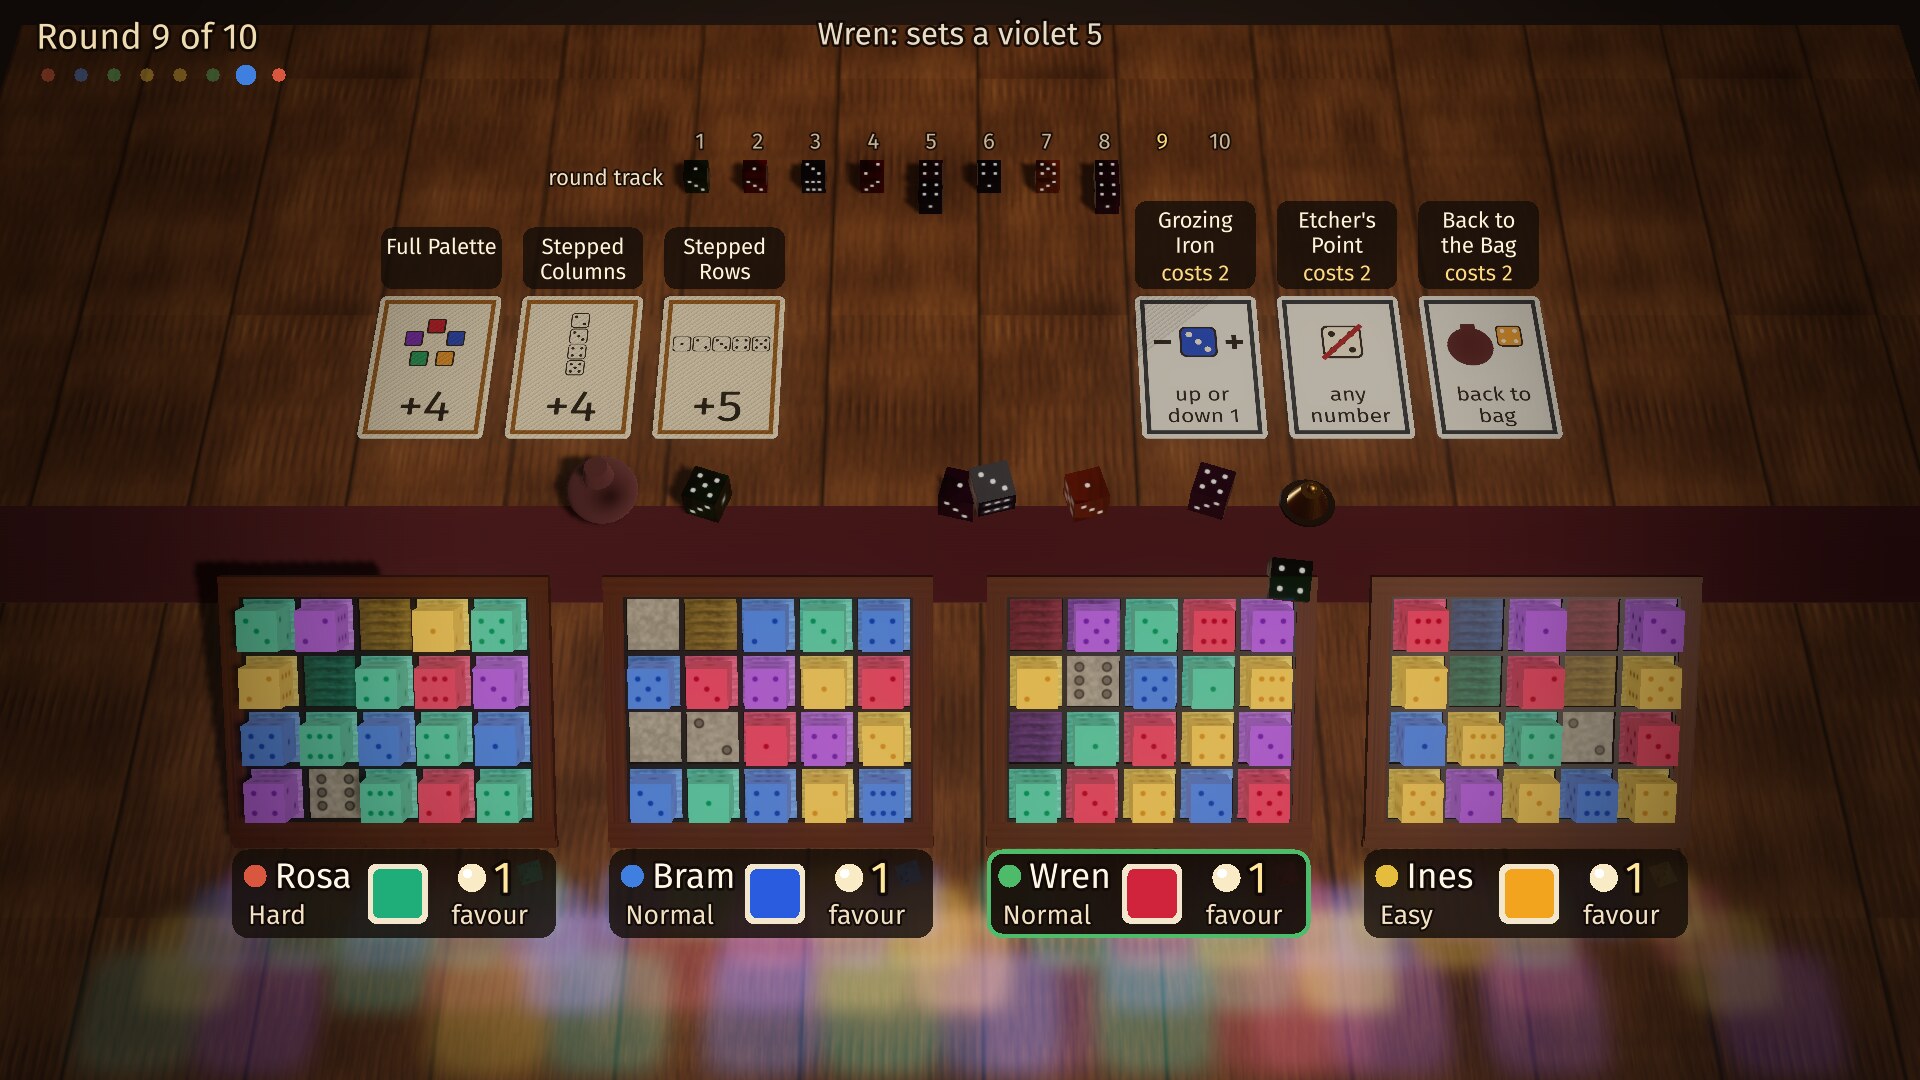 Round 9 of 10
Wren: sets a violet 5
1 2 3 4 5 6 7 8 9 10
round track
Full Palette
Stepped Columns
Stepped Rows
Grozing Iron
costs 2
Etcher's Point
costs 2
Back to the Bag
costs 2
+4
+4
+5
up or down 1
any number
back to bag
Rosa
Hard
1
favour
Bram
Normal
1
favour
Wren
Normal
1
favour
Ines
Easy
1
favour